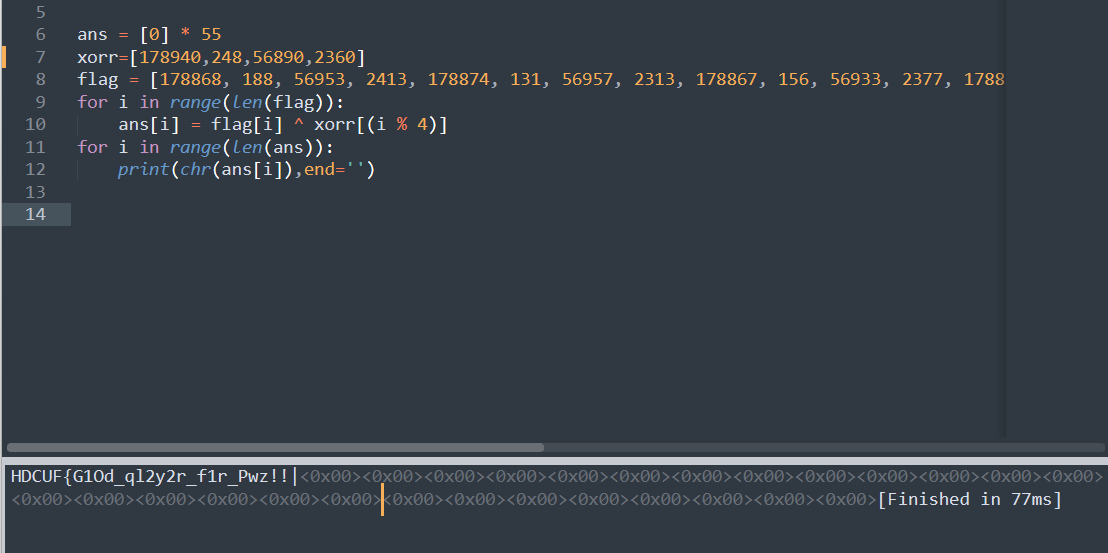 5
6 ans = [0] * 55
7 xorr=[178940,248,56890,2360]
8 flag = [178868, 188, 56953, 2413, 178874, 131, 56957, 2313, 178867, 156, 56933, 2377, 1788
9 for i in range(len(flag)):
10 ans[i] = flag[i] ^ xorr[(i % 4)]
11 for i in range(len(ans)):
12 print(chr(ans[i]),end='')
13
14
HDCUF{G1Od_ql2y2r_f1r_Pwz!!|<0x00><0x00><0x00><0x00><0x00><0x00><0x00><0x00><0x00><0x00><0x00><0x00><0x00>
<0x00><0x00><0x00><0x00><0x00><0x00><0x00><0x00><0x00><0x00><0x00><0x00><0x00><0x00>[Finished in 77ms]